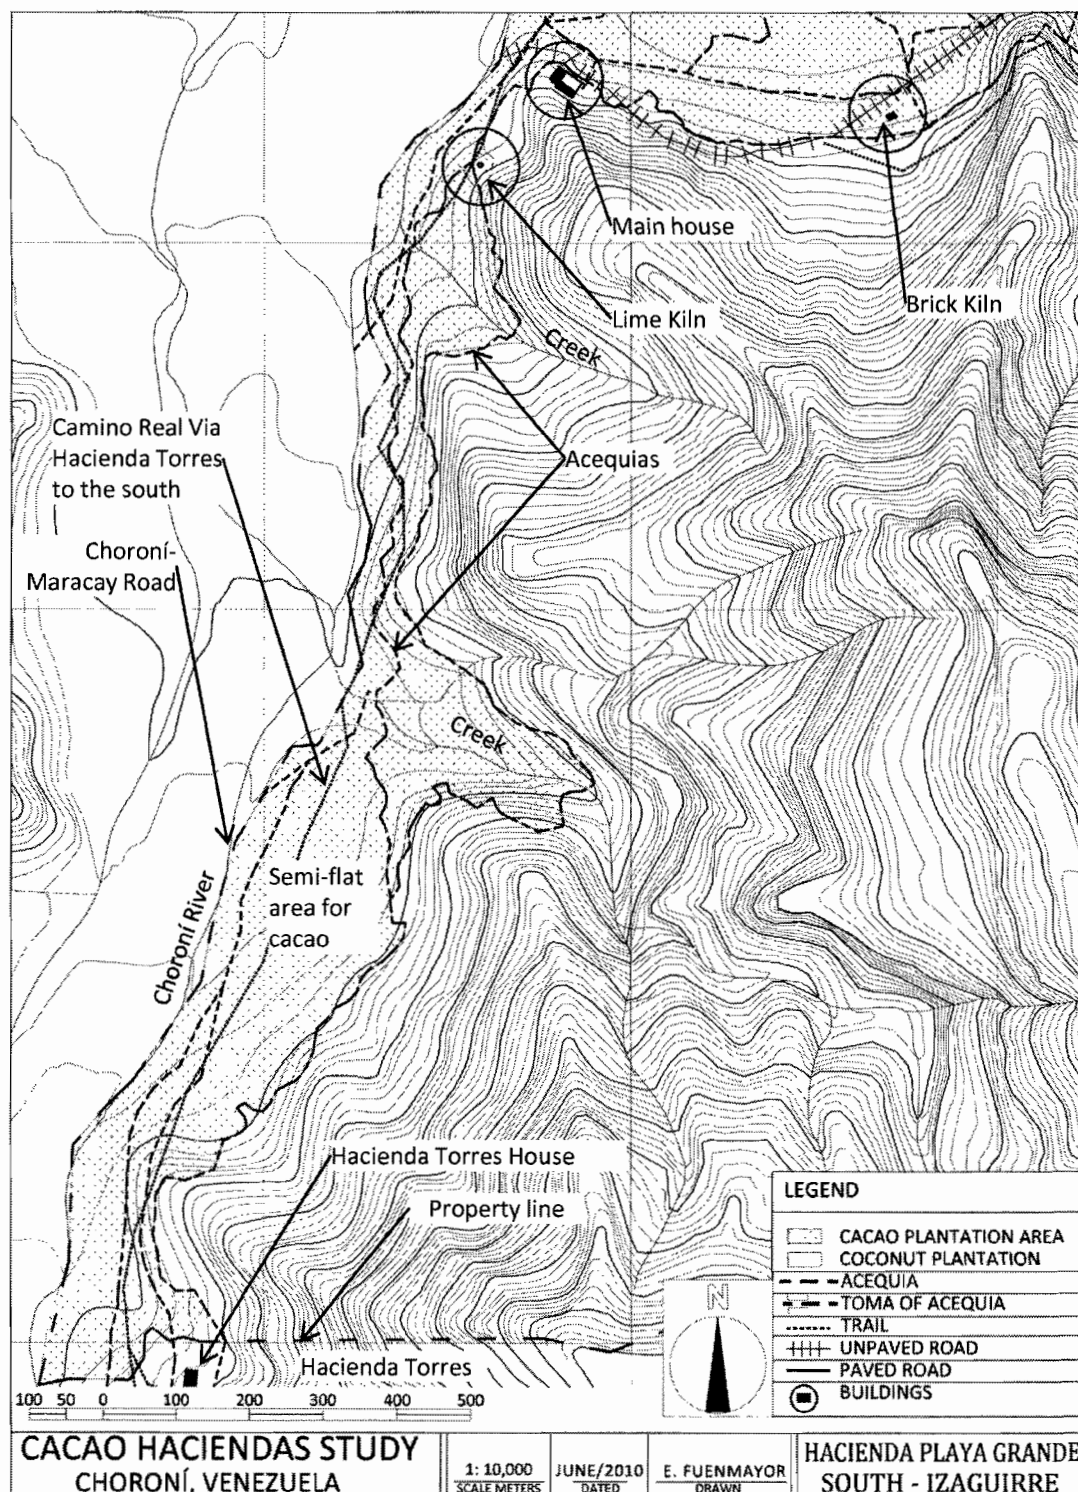 Main house
Brick Kiln
Lime Kiln
Creek
Camino Real Via
Hacienda Torres
to the south
Acequias
Choroní-
Maracay Road
Creek
Semi-flat
area for
cacao
Choroní River
Hacienda Torres House
Property line
Hacienda Torres
LEGEND
CACAO PLANTATION AREA
COCONUT PLANTATION
ACEQUIA
TOMA OF ACEQUIA
TRAIL
UNPAVED ROAD
PAVED ROAD
BUILDINGS
N
100 50 0 100 200 300 400 500
CACAO HACIENDAS STUDY
CHORONÍ, VENEZUELA
1: 10,000
SCALE METERS
JUNE/2010
DATED
E. FUENMAYOR
DRAWN
HACIENDA PLAYA GRANDE
SOUTH - IZAGUIRRE